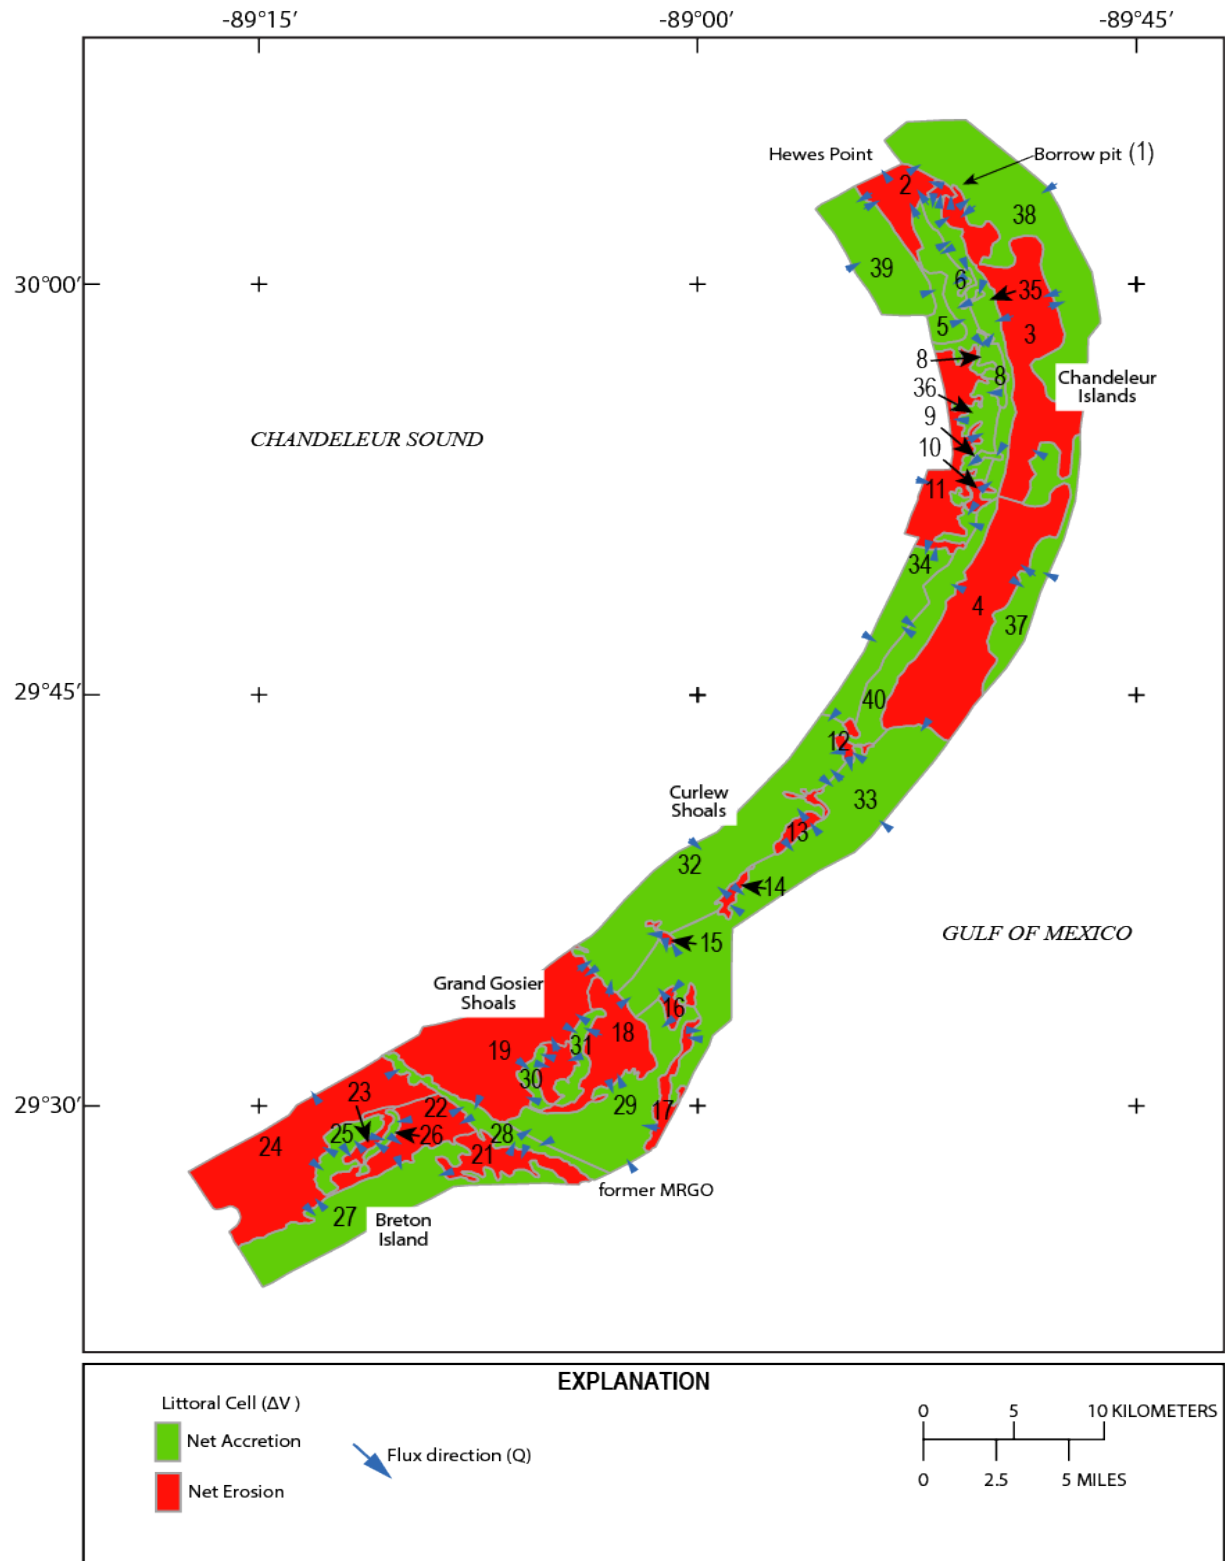 -89°15′
-89°00′
-89°45′
Hewes Point
Borrow pit (1)
2
38
39
30°00′
6
35
5
3
8
8
Chandeleur
Islands
36
9
CHANDELEUR SOUND
10
11
34
4
37
29°45′
40
12
Curlew
Shoals
33
13
32
14
15
GULF OF MEXICO
Grand Gosier
Shoals
16
18
19
31
30
23
22
29
17
29°30′
24
25
26
28
21
former MRGO
27
Breton
Island
EXPLANATION
Littoral Cell (ΔV )
Net Accretion
Flux direction (Q)
Net Erosion
0 5 10 KILOMETERS
0 2.5 5 MILES